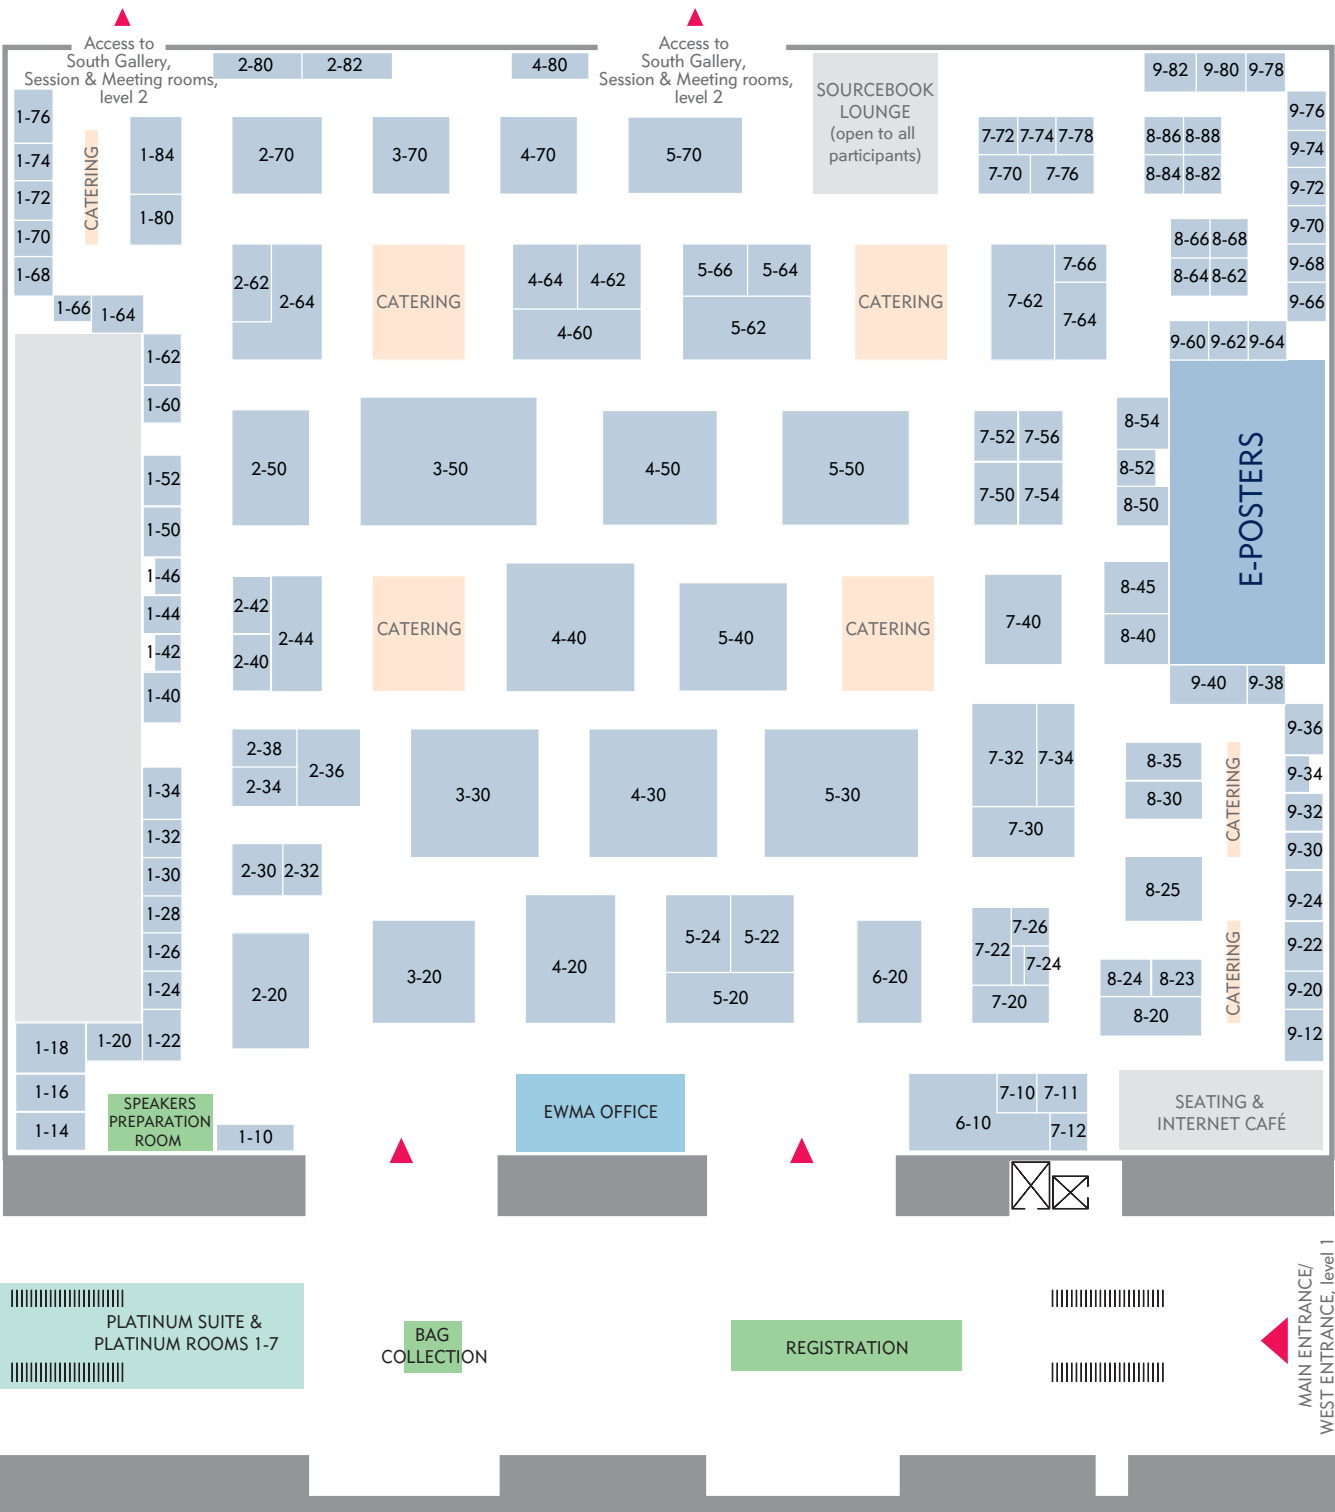 Access to
South Gallery,
Session & Meeting rooms,
level 2
Access to
South Gallery,
Session & Meeting rooms,
level 2
2-80 2-82 4-80
9-82 9-80 9-78
SOURCEBOOK
LOUNGE
(open to all
participants)
1-76
1-74
1-72
1-70
1-68
CATERING
1-84
1-80
2-70 3-70 4-70 5-70
7-72 7-74 7-78
7-70 7-76
8-86 8-88
8-84 8-82
9-76
9-74
9-72
9-70
9-68
9-66
8-66 8-68
8-64 8-62
1-66 1-64
2-62 2-64
CATERING
4-64 4-62
4-60
5-66 5-64
5-62
CATERING
7-62 7-66
7-64
9-60 9-62 9-64
1-62
1-60
1-52
1-50
1-46
1-44
1-42
1-40
2-50 3-50 4-50 5-50
7-52 7-56
7-50 7-54
8-54
8-52
8-50
E-POSTERS
2-42
2-40
2-44
CATERING
4-40 5-40
CATERING
7-40
8-45
8-40
9-40 9-38
2-38
2-34
2-36
3-30 4-30 5-30
7-32 7-34
7-30
8-35
8-30
CATERING
9-36
9-34
9-32
9-30
9-24
9-22
9-20
9-12
1-34
1-32
1-30
1-28
1-26
1-24
1-22
2-30 2-32
8-25
2-20 3-20 4-20
5-24 5-22
5-20
6-20
7-22 7-26
7-24
7-20
8-24 8-23
8-20
CATERING
1-18 1-20
1-16
1-14
SPEAKERS
PREPARATION
ROOM
1-10
EWMA OFFICE
6-10
7-10 7-11
7-12
SEATING &
INTERNET CAFÉ
PLATINUM SUITE &
PLATINUM ROOMS 1-7
BAG
COLLECTION
REGISTRATION
MAIN ENTRANCE/
WEST ENTRANCE, level 1